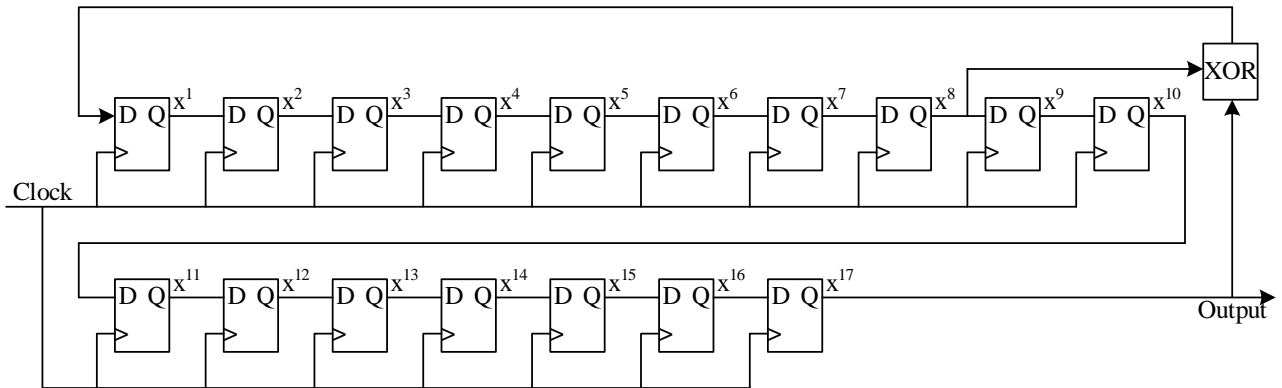 XOR
x¹ x² x³ x⁴ x⁵ x⁶ x⁷ x⁸ x⁹ x¹⁰
D Q D Q D Q D Q D Q D Q D Q D Q D Q D Q
Clock
x¹¹ x¹² x¹³ x¹⁴ x¹⁵ x¹⁶ x¹⁷
D Q D Q D Q D Q D Q D Q D Q
Output